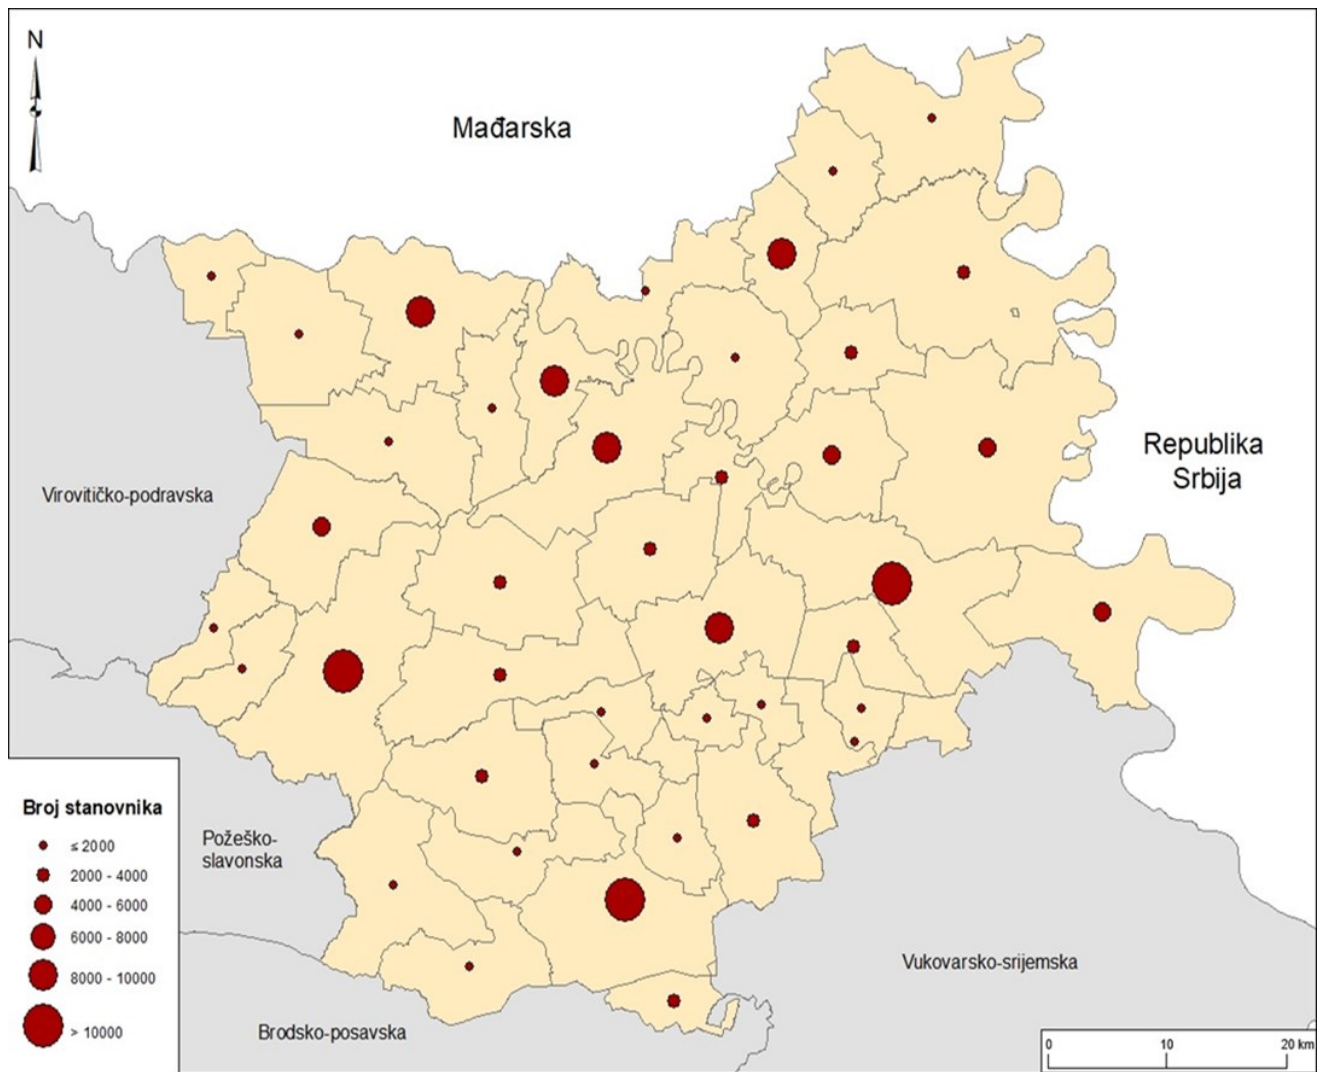 N
Mađarska
Republika
Srbija
Virovitičko-podravska
Broj stanovnika
≤ 2000
2000 - 4000
4000 - 6000
6000 - 8000
8000 - 10000
> 10000
Požeško-
slavonska
Vukovarsko-srijemska
Brodsko-posavska
0 10 20 km